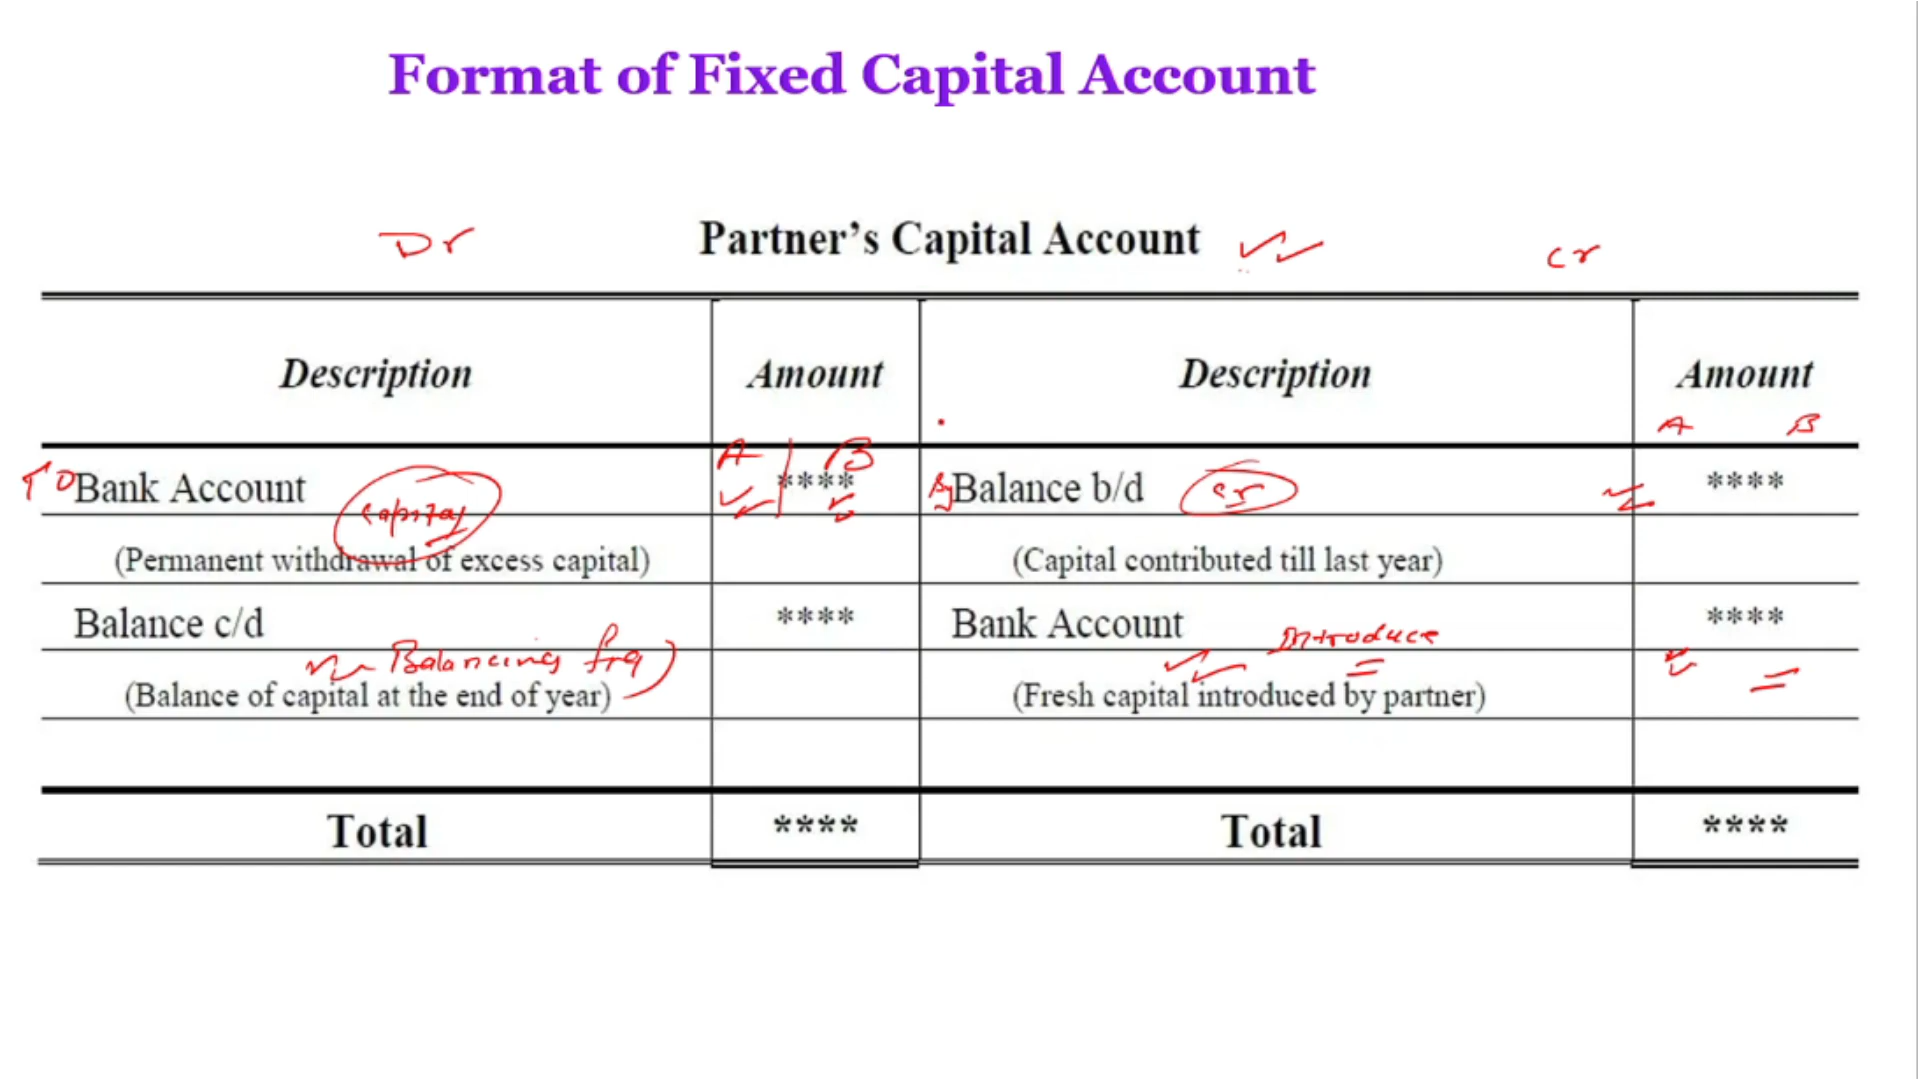 Format of Fixed Capital Account
Dr Partner’s Capital Account cr
Description Amount Description Amount
A B
A B
To Bank Account capital **** By Balance b/d cr ****
(Permanent withdrawal of excess capital) (Capital contributed till last year)
Balance c/d **** Bank Account Introduce ****
Balancing fig)
(Balance of capital at the end of year) (Fresh capital introduced by partner)
Total **** Total ****